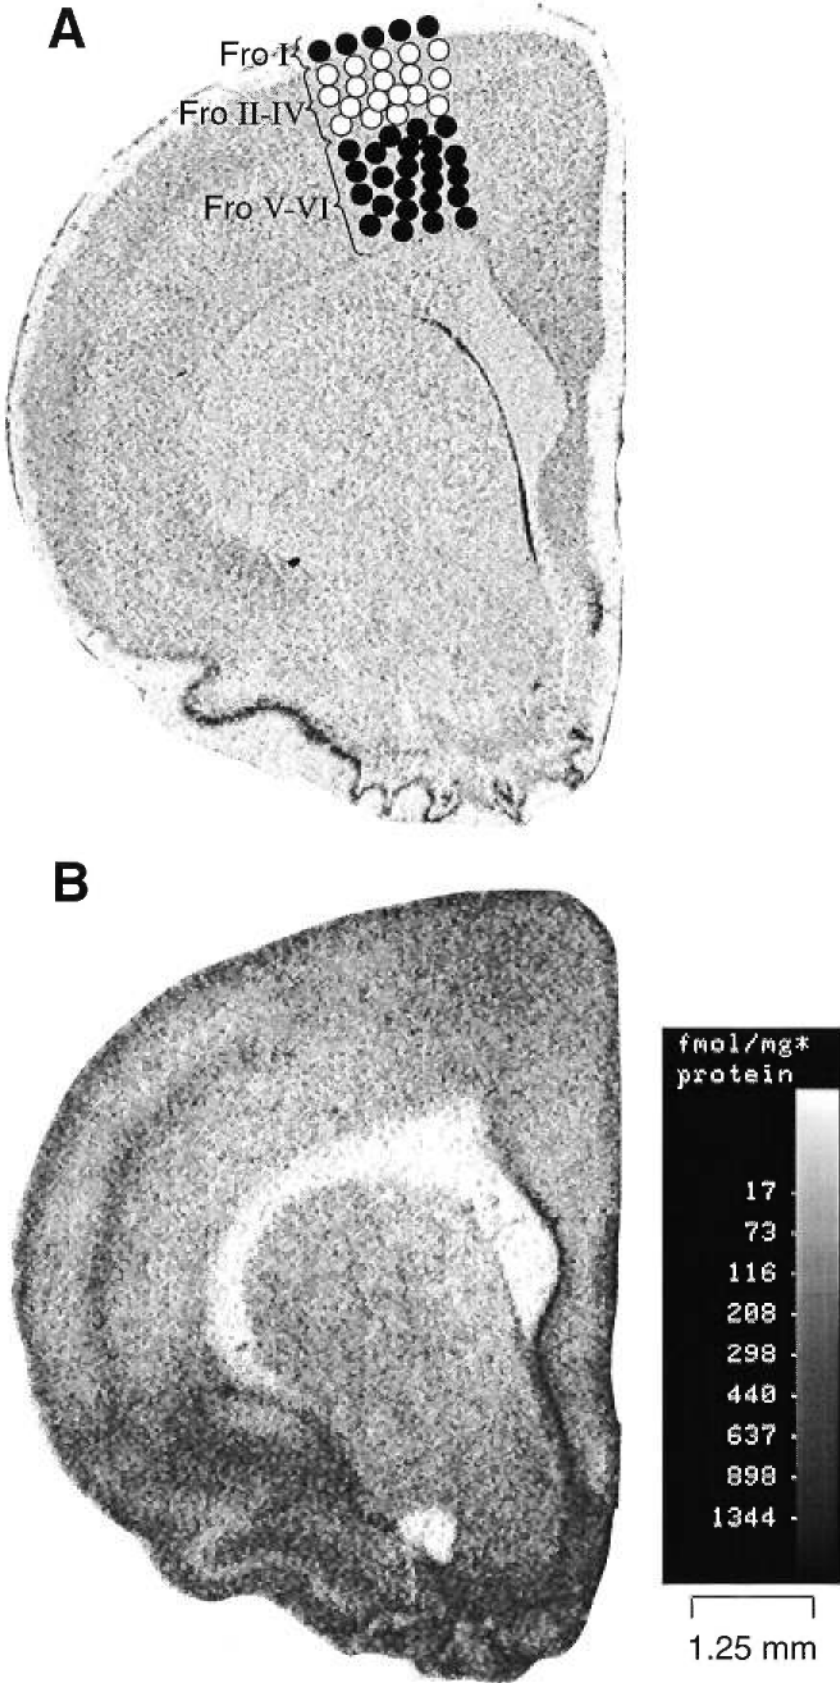 A
Fro I
Fro II-IV
Fro V-VI
B
fmol/mg*
protein
17
73
116
208
298
440
637
898
1344
1.25 mm